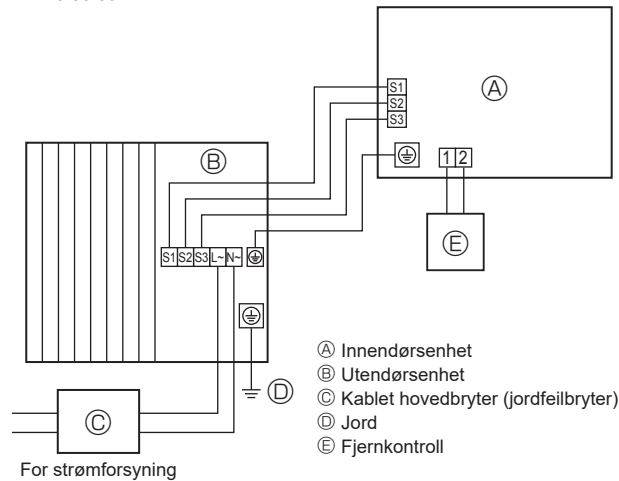 S1
S2
S3
Ⓐ
1 2
Ⓔ
Ⓑ
S1 S2 S3 L~ N~
Ⓓ
Ⓒ
For strømforsyning
Ⓐ Innendørsenhet
Ⓑ Utendørsenhet
Ⓒ Kablet hovedbryter (jordfeilbryter)
Ⓓ Jord
Ⓔ Fjernkontroll